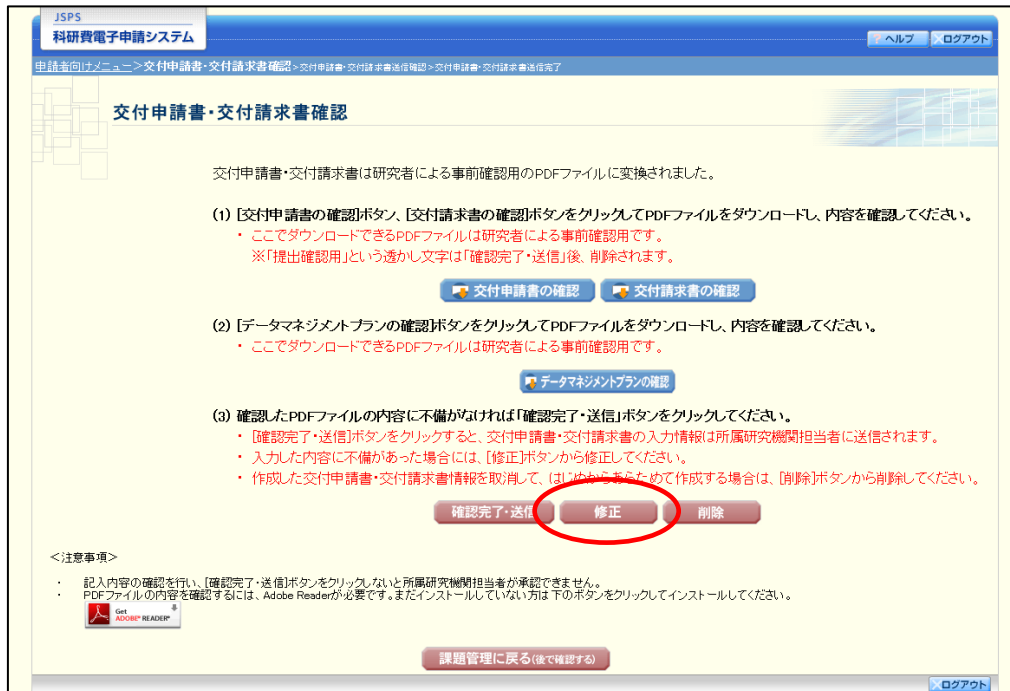 JSPS
科研費電子申請システム
ヘルプ ログアウト
申請者向けメニュー>交付申請書・交付請求書確認>交付申請書・交付請求書送信確認>交付申請書・交付請求書送信完了
交付申請書・交付請求書確認
交付申請書・交付請求書は研究者による事前確認用のPDFファイルに変換されました。
(1) [交付申請書の確認]ボタン、[交付請求書の確認]ボタンをクリックしてPDFファイルをダウンロードし、内容を確認してください。
・ ここでダウンロードできるPDFファイルは研究者による事前確認用です。
※「提出確認用」という透かし文字は「確認完了・送信」後、削除されます。
交付申請書の確認 交付請求書の確認
(2) [データマネジメントプランの確認]ボタンをクリックしてPDFファイルをダウンロードし、内容を確認してください。
・ ここでダウンロードできるPDFファイルは研究者による事前確認用です。
データマネジメントプランの確認
(3) 確認したPDFファイルの内容に不備がなければ「確認完了・送信」ボタンをクリックしてください。
・ [確認完了・送信]ボタンをクリックすると、交付申請書・交付請求書の入力情報は所属研究機関担当者に送信されます。
・ 入力した内容に不備があった場合には、[修正]ボタンから修正してください。
・ 作成した交付申請書・交付請求書情報を取消して、はじめからあらためて作成する場合は、[削除]ボタンから削除してください。
確認完了・送信 修正 削除
<注意事項>
・ 記入内容の確認を行い、[確認完了・送信]ボタンをクリックしないと所属研究機関担当者が承認できません。
・ PDFファイルの内容を確認するには、Adobe Readerが必要です。まだインストールしていない方は下のボタンをクリックしてインストールしてください。
Get
ADOBE® READER®
課題管理に戻る(後で確認する)
ログアウト